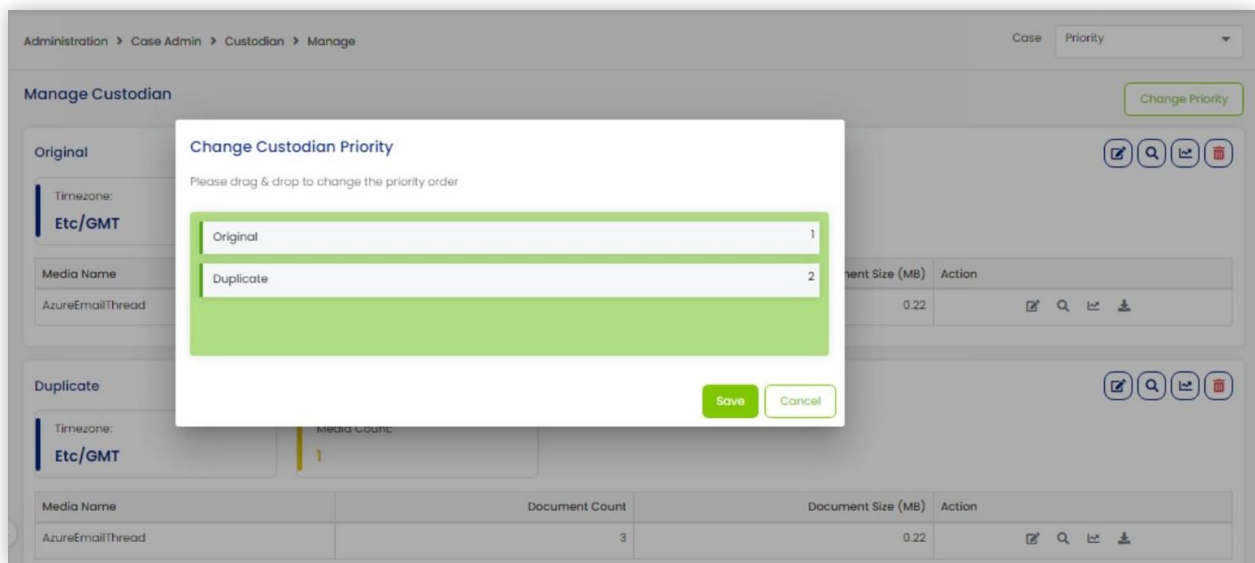 Administration > Case Admin > Custodian > Manage
Case Priority
Manage Custodian
Change Priority
Original
Change Custodian Priority
Please drag & drop to change the priority order
Timezone:
Etc/GMT
Original 1
Duplicate 2
Media Name
ment Size (MB) Action
AzureEmailThread 0.22
Duplicate
Save Cancel
Timezone:
Media Count:
Etc/GMT
1
Media Name Document Count Document Size (MB) Action
AzureEmailThread 3 0.22